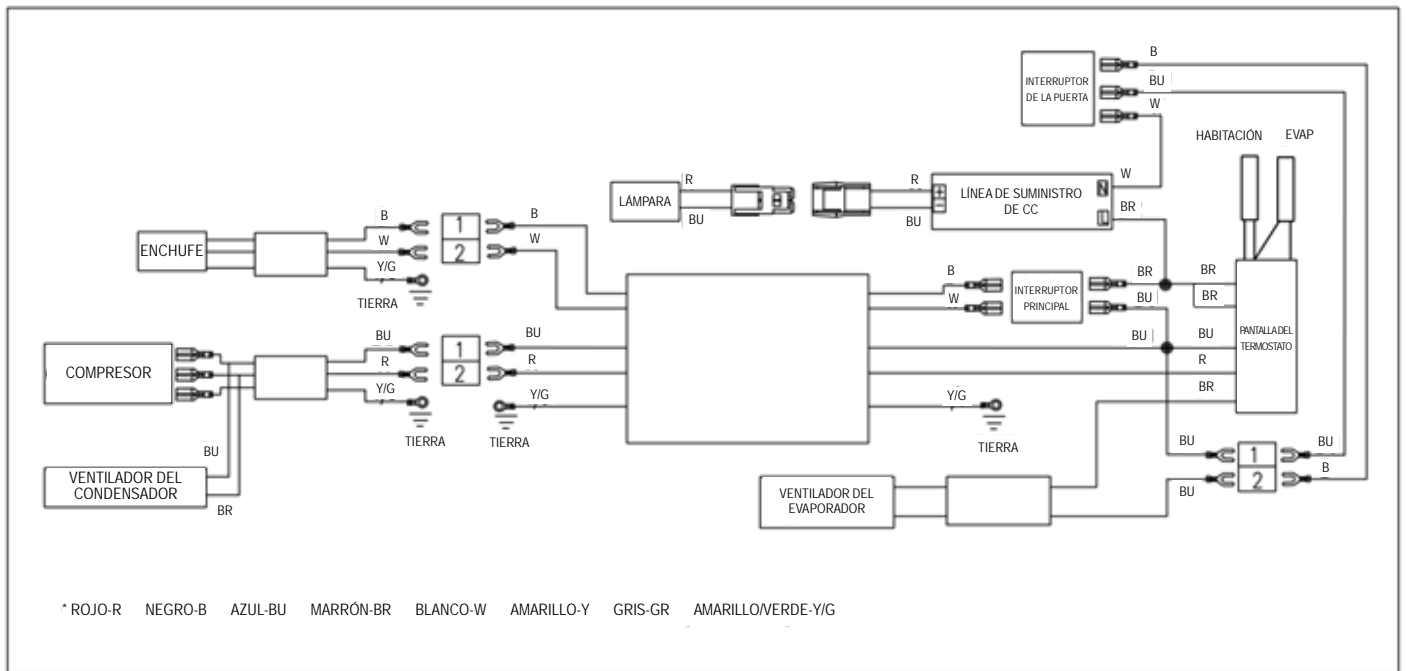 B
INTERRUPTOR
DE LA PUERTA
BU
W
HABITACIÓN EVAP
LÁMPARA
R
BU
R
BU
LÍNEA DE SUMINISTRO
DE CC
+
−
N
L
W
BR
ENCHUFE
B
W
Y/G
TIERRA
1
2
B
W
B
W
INTERRUPTOR
PRINCIPAL
BR
BU
BR
BR
BU
BU
R
BR
PANTALLA DEL
TERMOSTATO
COMPRESOR
BU
R
Y/G
TIERRA
1
2
BU
R
Y/G
TIERRA
Y/G
TIERRA
BU
VENTILADOR DEL
CONDENSADOR
BR
VENTILADOR DEL
EVAPORADOR
BU
BU
1
2
BU
B
* ROJO-R NEGRO-B AZUL-BU MARRÓN-BR BLANCO-W AMARILLO-Y GRIS-GR AMARILLO/VERDE-Y/G